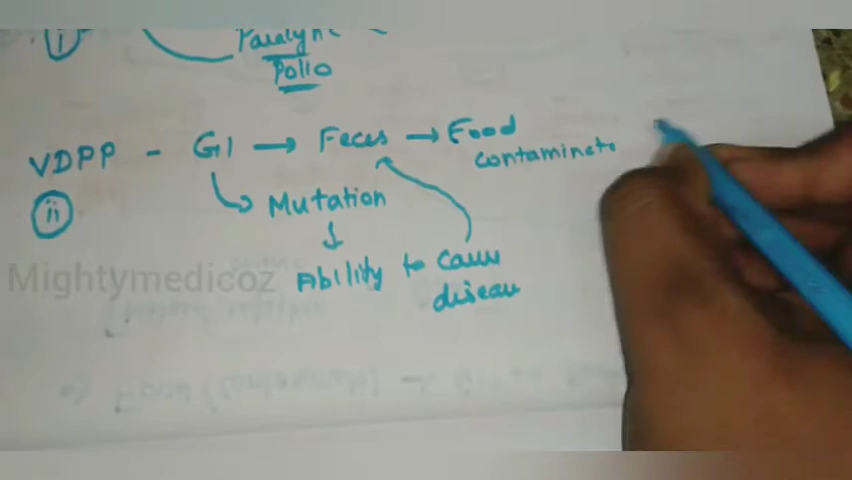 i
Paralytic
Polio
VDPP - GI → Feces → Food
contaminate
ii
Mutation
Ability to cause
disease
Mightymedicoz